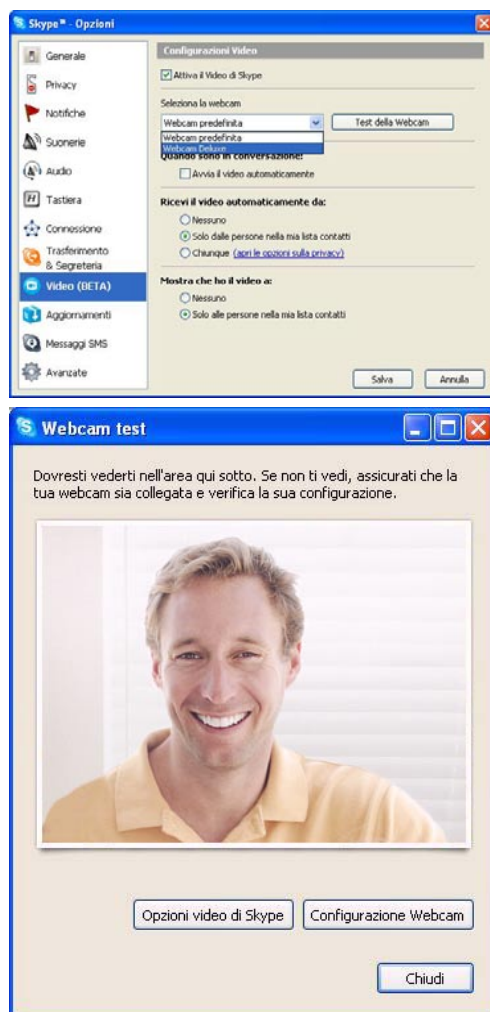 Skype™ - Opzioni
Generale
Privacy
Notifiche
Suonerie
Audio
Tastiera
Connessione
Trasferimento
& Segreteria
Video (BETA)
Aggiornamenti
Messaggi SMS
Avanzate
Configurazioni Video
Attiva il Video di Skype
Seleziona la webcam
Webcam predefinita
Test della Webcam
Webcam predefinita
Webcam Deluxe
Quando sono in conversazione:
Avvia il video automaticamente
Ricevi il video automaticamente da:
Nessuno
Solo dalle persone nella mia lista contatti
Chiunque (apri le opzioni sulla privacy)
Mostra che ho il video a:
Nessuno
Solo alle persone nella mia lista contatti
Salva
Annulla
Webcam test
Dovresti vederti nell'area qui sotto. Se non ti vedi, assicurati che la
tua webcam sia collegata e verifica la sua configurazione.
Opzioni video di Skype
Configurazione Webcam
Chiudi